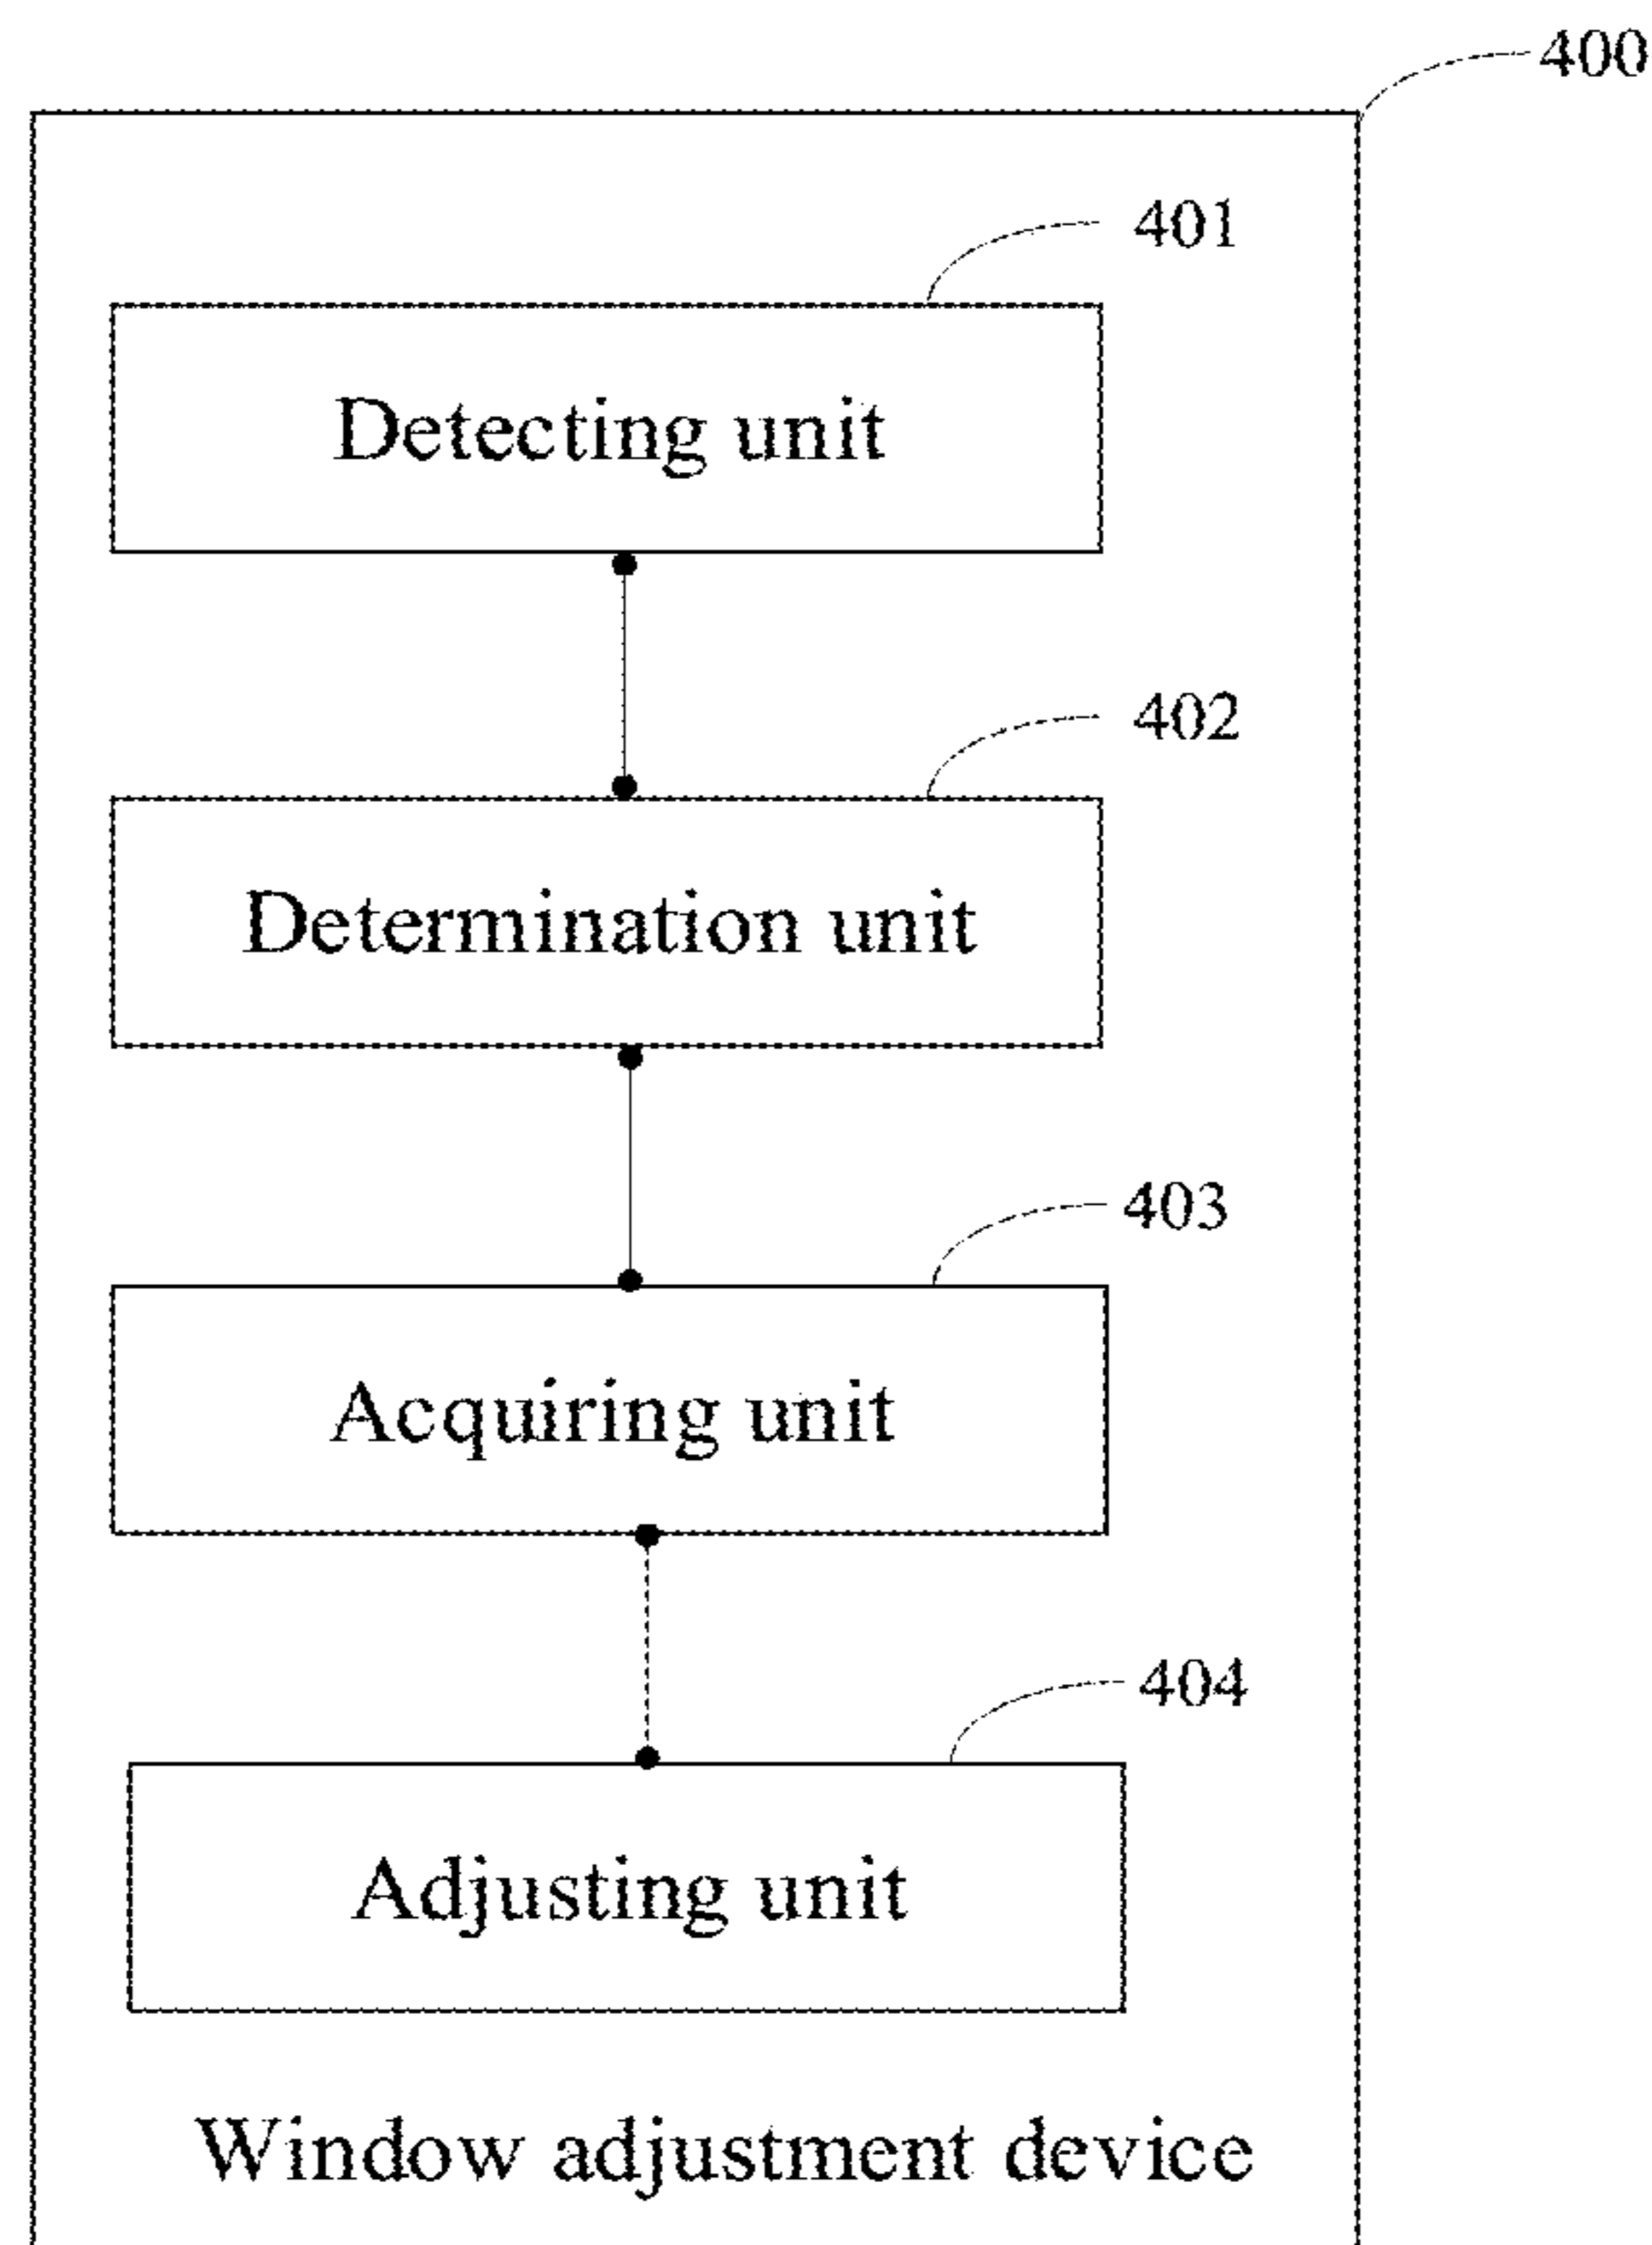 400
401
Detecting unit
402
Determination unit
403
Acquiring unit
404
Adjusting unit
Window adjustment device